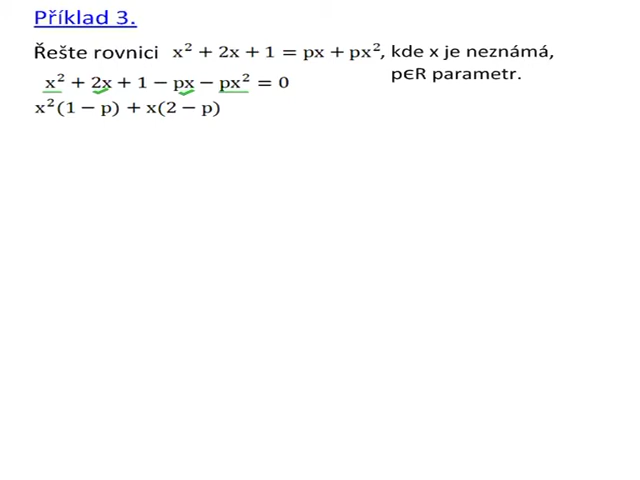 Příklad 3.
Řešte rovnici x² + 2x + 1 = px + px², kde x je neznámá,
pϵR parametr.
x² + 2x + 1 − px − px² = 0
x²(1 − p) + x(2 − p)